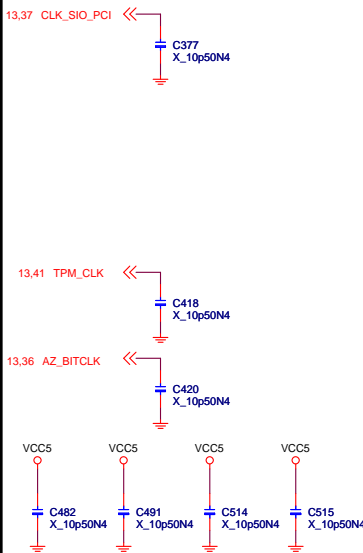 13,37 CLK_SIO_PCI
C377
X_10p50N4
13,41 TPM_CLK
C418
X_10p50N4
13,36 AZ_BITCLK
C420
X_10p50N4
VCC5 VCC5 VCC5 VCC5
C482 C491 C514 C515
X_10p50N4 X_10p50N4 X_10p50N4 X_10p50N4